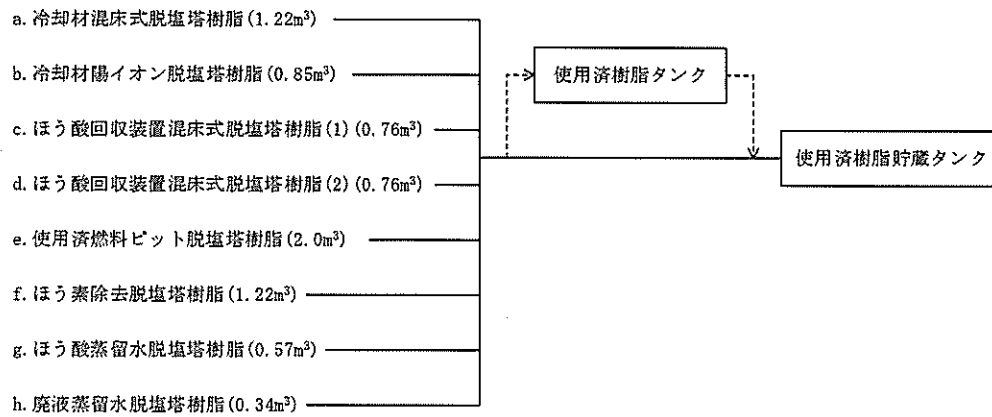 a. 冷却材混床式脱塩塔樹脂(1.22m³)
b. 冷却材陽イオン脱塩塔樹脂(0.85m³)
c. ほう酸回収装置混床式脱塩塔樹脂(1)(0.76m³)
d. ほう酸回収装置混床式脱塩塔樹脂(2)(0.76m³)
e. 使用済燃料ピット脱塩塔樹脂(2.0m³)
f. ほう素除去脱塩塔樹脂(1.22m³)
g. ほう酸蒸留水脱塩塔樹脂(0.57m³)
h. 廃液蒸留水脱塩塔樹脂(0.34m³)
使用済樹脂タンク
使用済樹脂貯蔵タンク